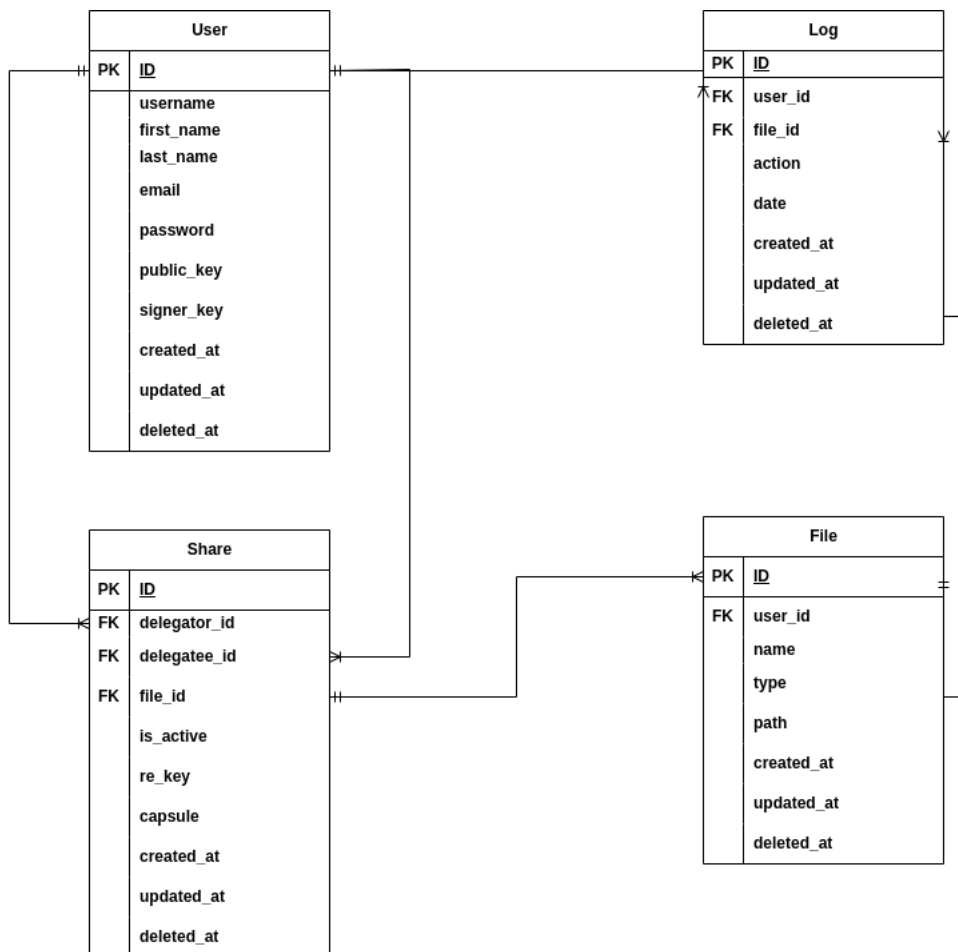 User
PK ID
username
first_name
last_name
email
password
public_key
signer_key
created_at
updated_at
deleted_at
Log
PK ID
FK user_id
FK file_id
action
date
created_at
updated_at
deleted_at
Share
PK ID
FK delegator_id
FK delegatee_id
FK file_id
is_active
re_key
capsule
created_at
updated_at
deleted_at
File
PK ID
FK user_id
name
type
path
created_at
updated_at
deleted_at